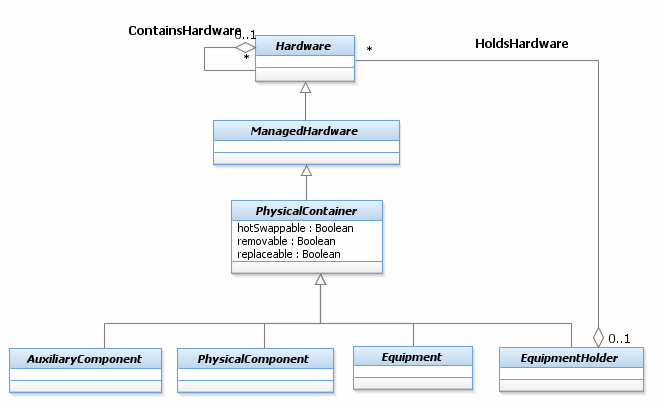 ContainsHardware
0..1
Hardware
*
*
HoldsHardware
ManagedHardware
PhysicalContainer
hotSwappable : Boolean
removable : Boolean
replaceable : Boolean
0..1
AuxiliaryComponent
PhysicalComponent
Equipment
EquipmentHolder